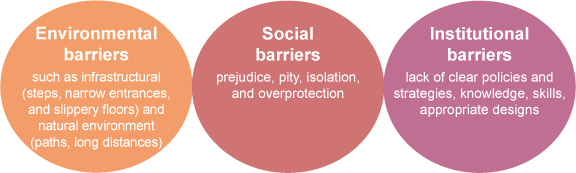 Environmental
barriers
such as infrastructural
(steps, narrow entrances,
and slippery floors) and
natural environment
(paths, long distances)
Social
barriers
prejudice, pity, isolation,
and overprotection
Institutional
barriers
lack of clear policies and
strategies, knowledge, skills,
appropriate designs